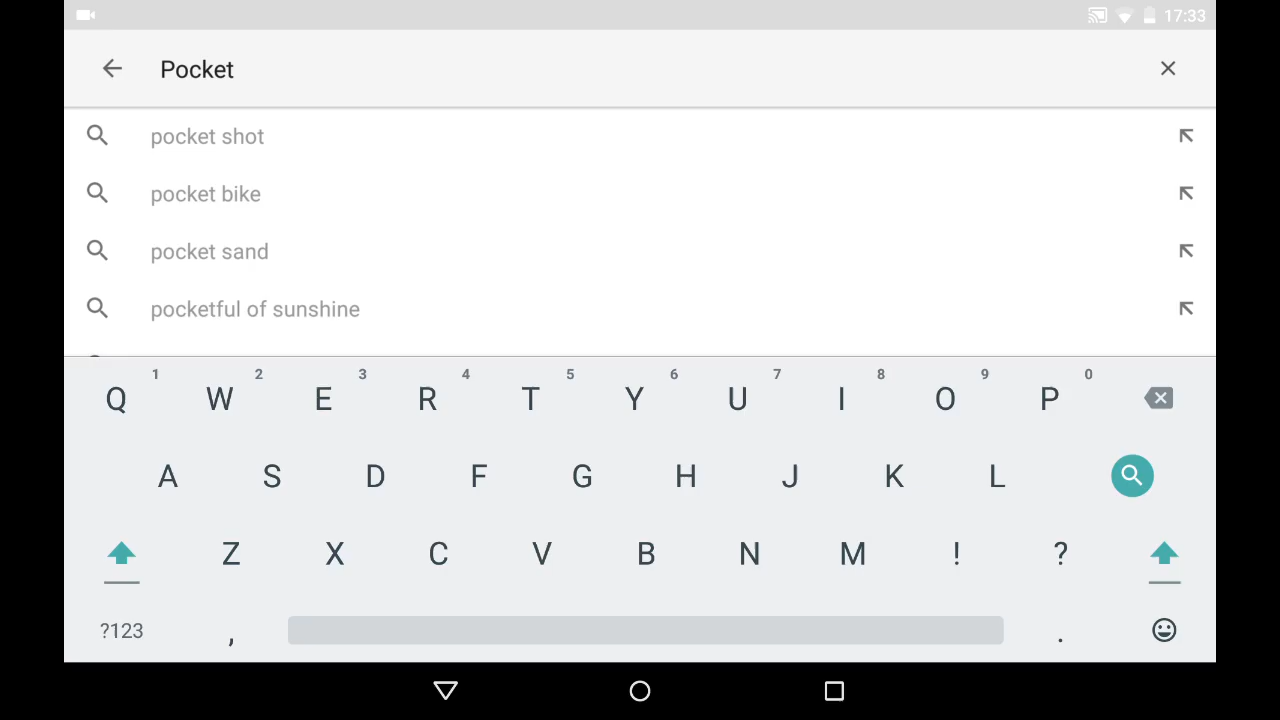 17:33
Pocket
pocket shot
pocket bike
pocket sand
pocketful of sunshine
1 2 3 4 5 6 7 8 9 0
Q W E R T Y U I O P
A S D F G H J K L
Z X C V B N M ! ?
?123 , .